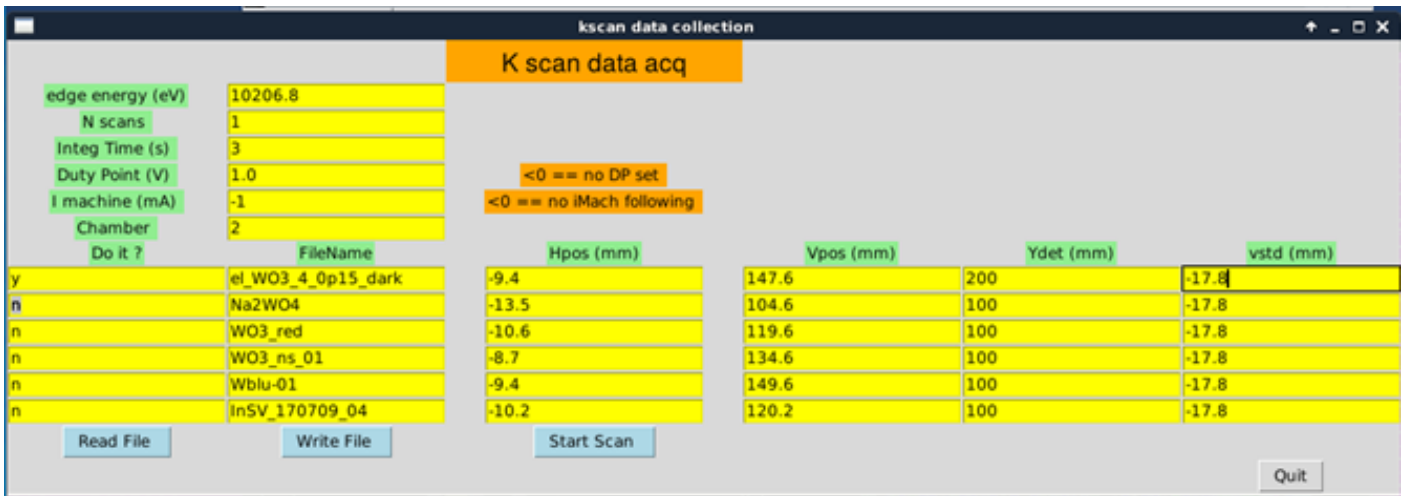 kscan data collection
K scan data acq
edge energy (eV) 10206.8
N scans 1
Integ Time (s) 3
Duty Point (V) 1.0 <0 == no DP set
I machine (mA) -1 <0 == no iMach following
Chamber 2
Do it ? FileName Hpos (mm) Vpos (mm) Ydet (mm) vstd (mm)
y el_WO3_4_0p15_dark -9.4 147.6 200 -17.8
n Na2WO4 -13.5 104.6 100 -17.8
n WO3_red -10.6 119.6 100 -17.8
n WO3_ns_01 -8.7 134.6 100 -17.8
n Wblu-01 -9.4 149.6 100 -17.8
n InSV_170709_04 -10.2 120.2 100 -17.8
Read File Write File Start Scan
Quit